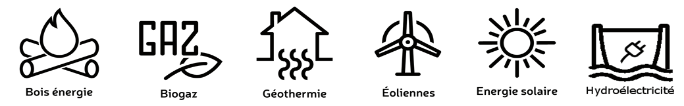 GAZ
Bois énergie
Biogaz
Géothermie
Éoliennes
Energie solaire
Hydroélectricité